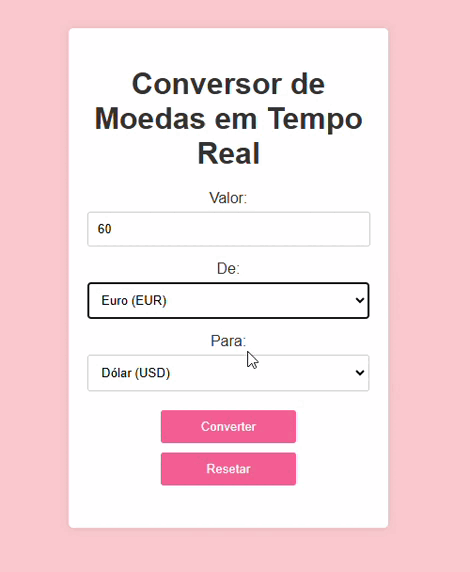 Conversor de
Moedas em Tempo
Real
Valor:
60
De:
Euro (EUR)
Para:
Dólar (USD)
Converter
Resetar